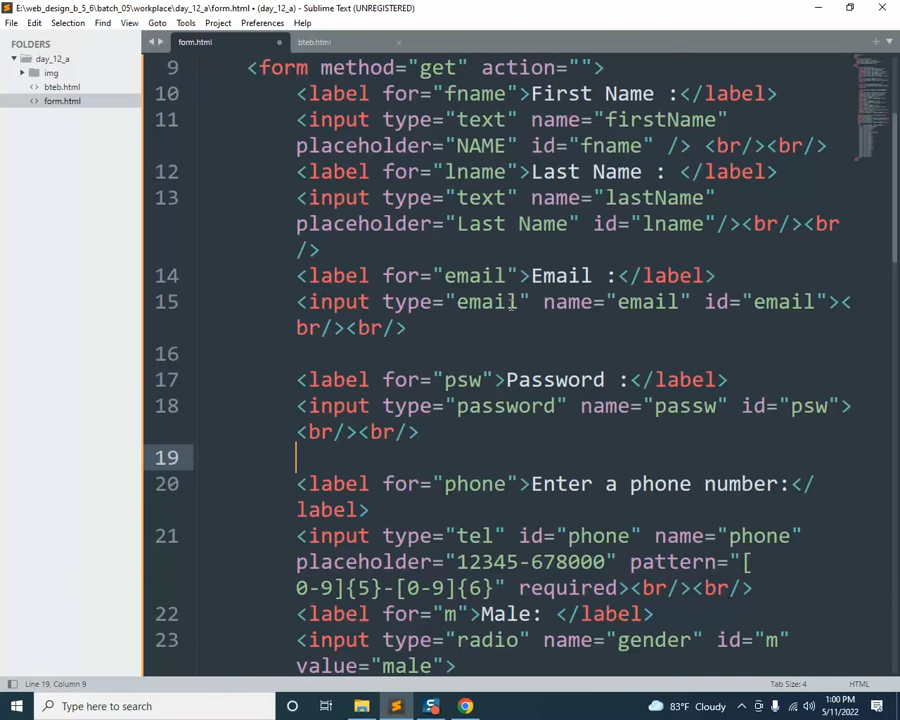 E:\web_design_b_5_6\batch_05\workplace\day_12_a\form.html • (day_12_a) - Sublime Text (UNREGISTERED)
File Edit Selection Find View Goto Tools Project Preferences Help
FOLDERS
day_12_a
img
bteb.html
form.html
form.html
bteb.html
9 <form method="get" action="">
10 <label for="fname">First Name :</label>
11 <input type="text" name="firstName"
placeholder="NAME" id="fname" /> <br/><br/>
12 <label for="lname">Last Name : </label>
13 <input type="text" name="lastName"
placeholder="Last Name" id="lname"/><br/><br
/>
14 <label for="email">Email :</label>
15 <input type="email" name="email" id="email"><
br/><br/>
16
17 <label for="psw">Password :</label>
18 <input type="password" name="passw" id="psw">
<br/><br/>
19
20 <label for="phone">Enter a phone number:</
label>
21 <input type="tel" id="phone" name="phone"
placeholder="12345-678000" pattern="[
0-9]{5}-[0-9]{6}" required><br/><br/>
22 <label for="m">Male: </label>
23 <input type="radio" name="gender" id="m"
value="male">
Line 19, Column 9
Tab Size: 4
HTML
Type here to search
83°F Cloudy
1:00 PM
5/11/2022